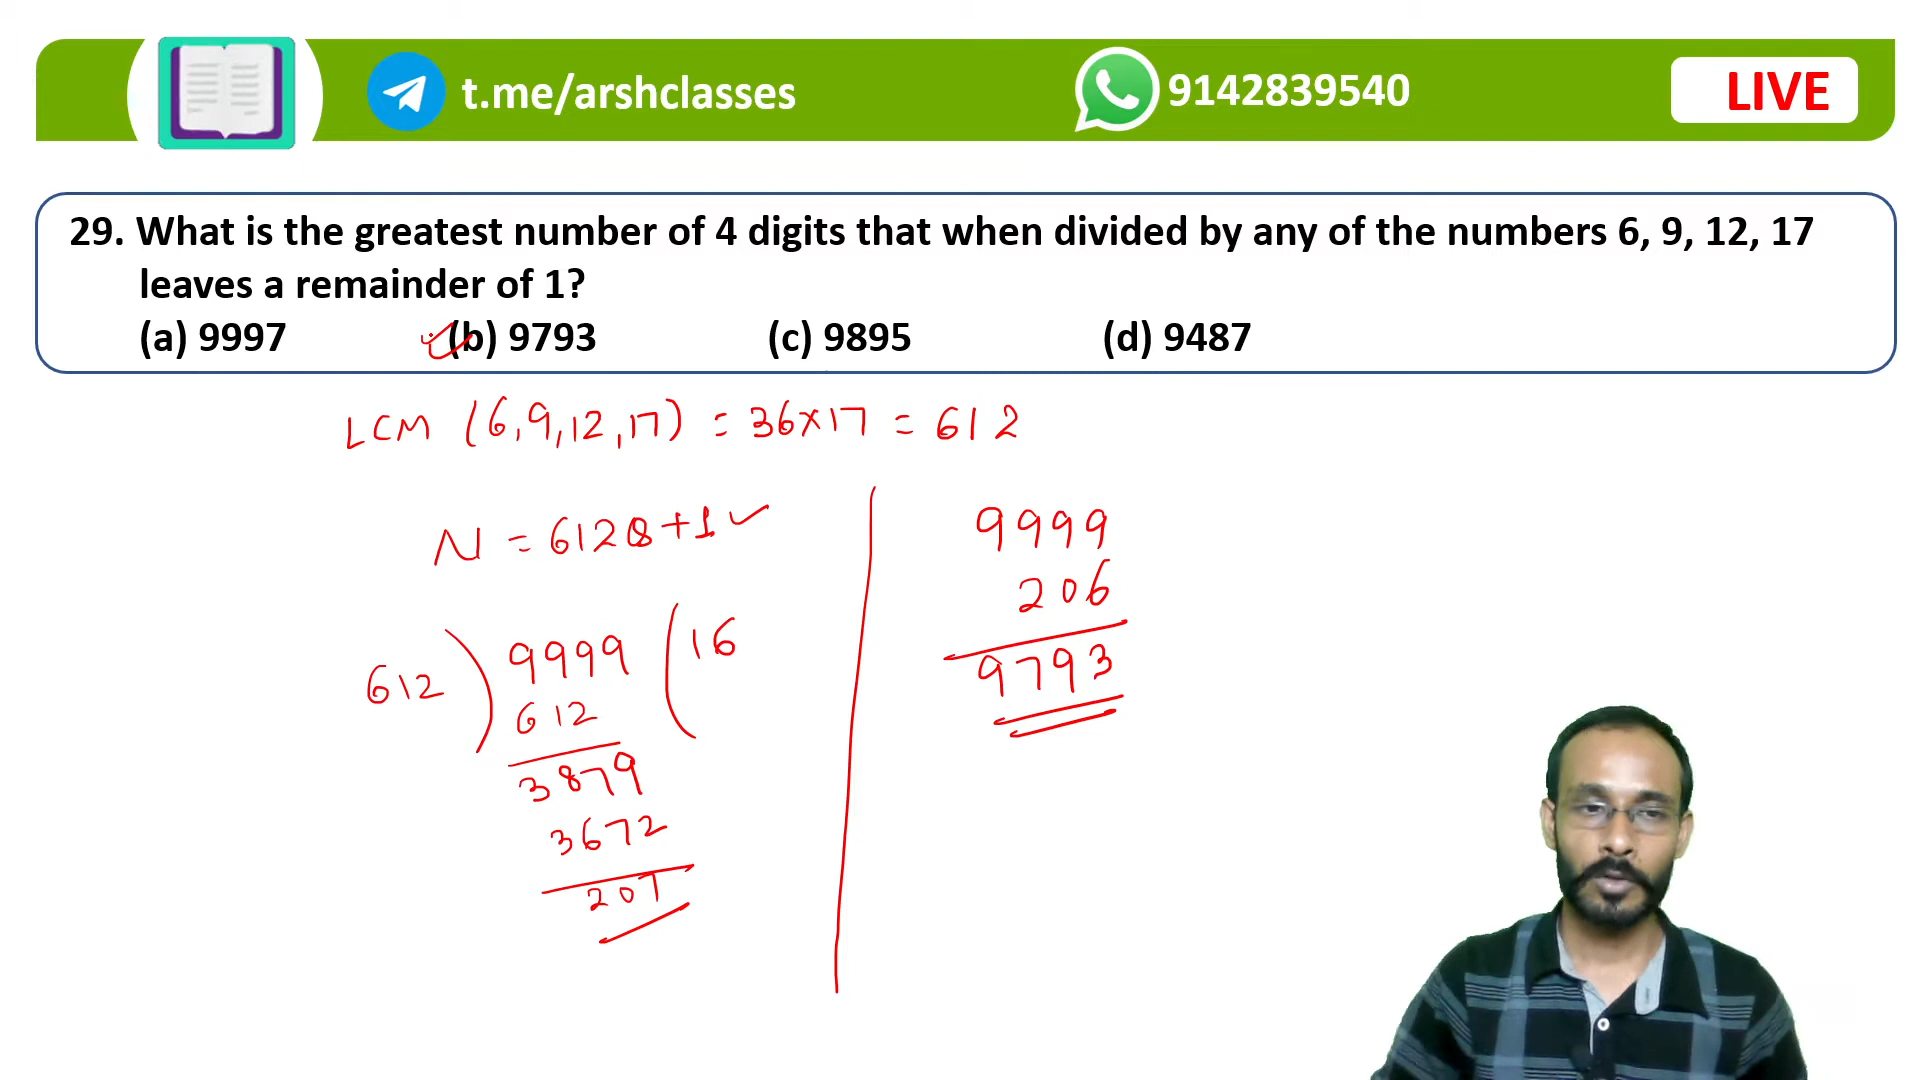 t.me/arshclasses
9142839540
LIVE
29. What is the greatest number of 4 digits that when divided by any of the numbers 6, 9, 12, 17
leaves a remainder of 1?
(a) 9997 (b) 9793 (c) 9895 (d) 9487
LCM (6,9,12,17) = 36×17 = 612
N = 612Q+1
612) 9999 (16
612
3879
3672
207
9999
206
9793